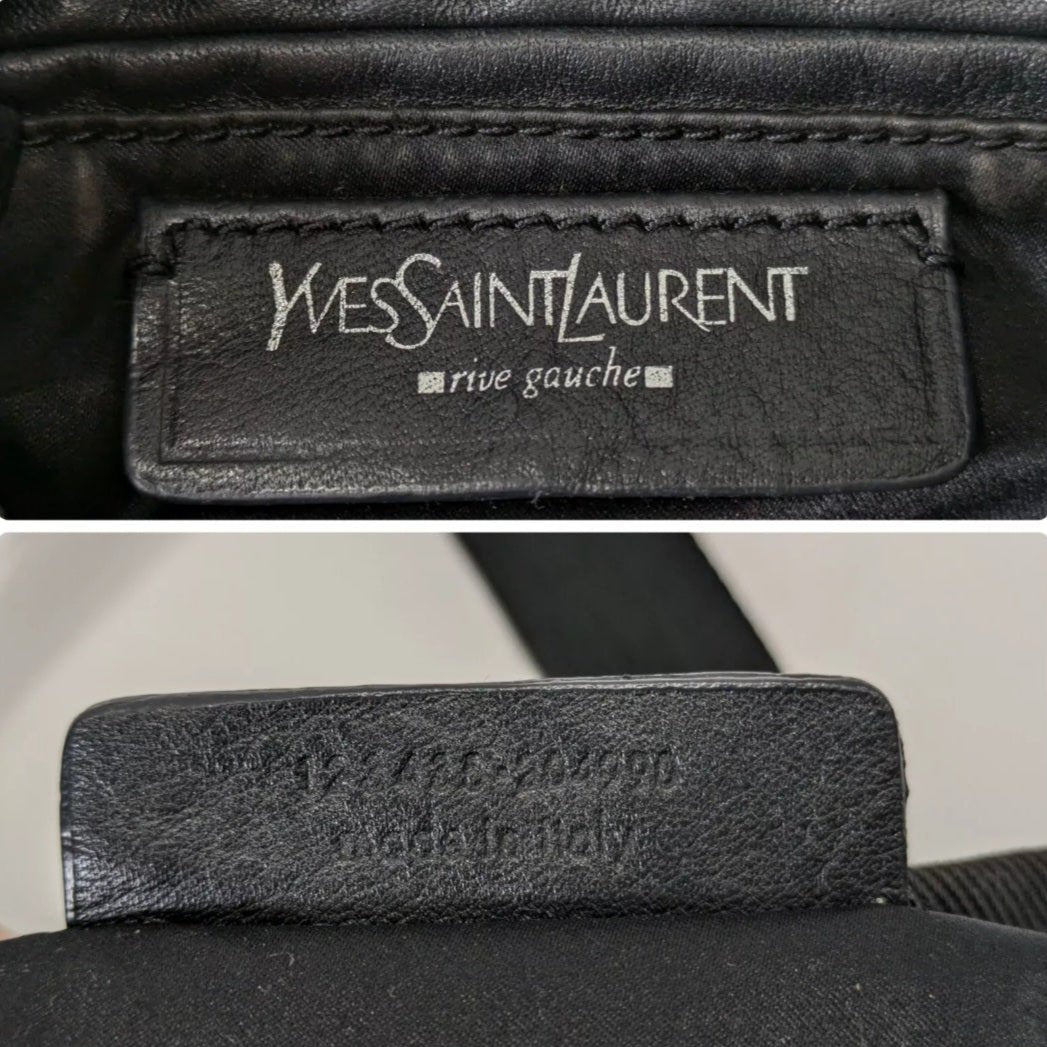 YVESSAINTLAURENT
rive gauche
made in italy